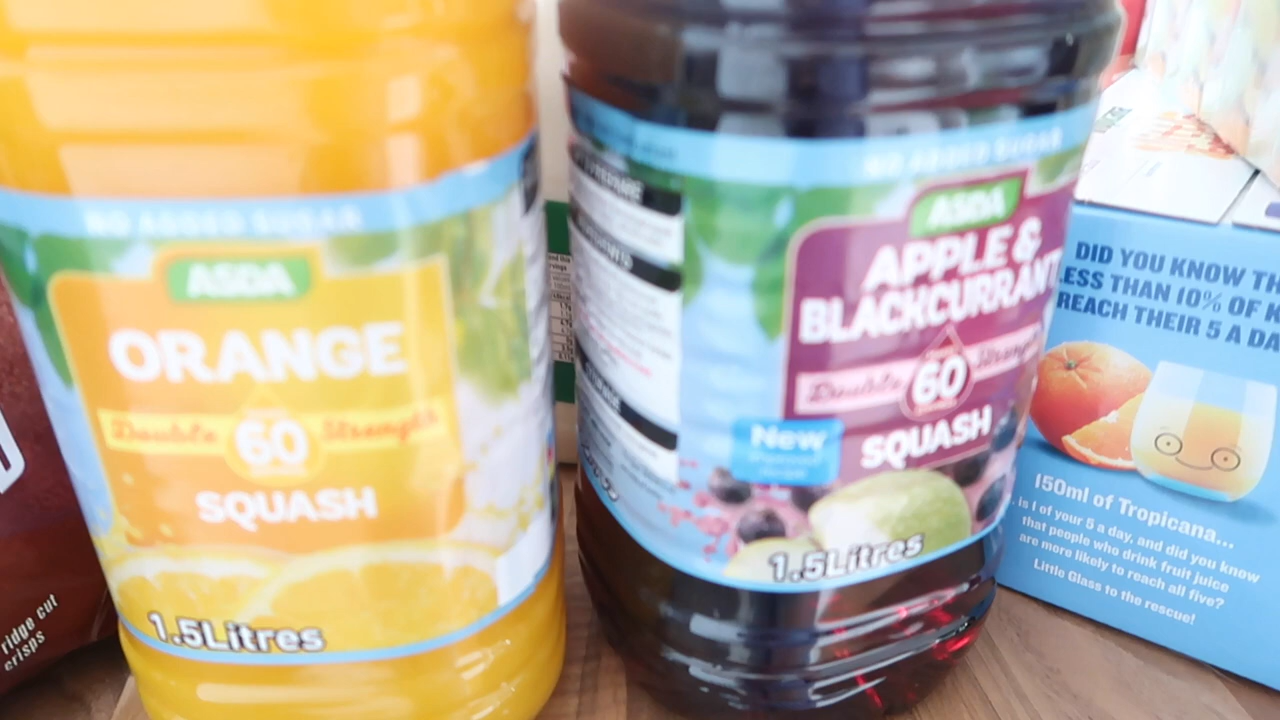 NO ADDED SUGAR
ASDA
ORANGE
Double 60 Strength
SQUASH
1.5Litres
NO ADDED SUGAR
ASDA
APPLE &
BLACKCURRANT
Double 60 Strength
SQUASH
New
1.5Litres
DID YOU KNOW TH
LESS THAN 10% OF K
REACH THEIR 5 A DA
150ml of Tropicana...
is 1 of your 5 a day, and did you know
that people who drink fruit juice
are more likely to reach all five?
Little Glass to the rescue!
ridge cut
crisps